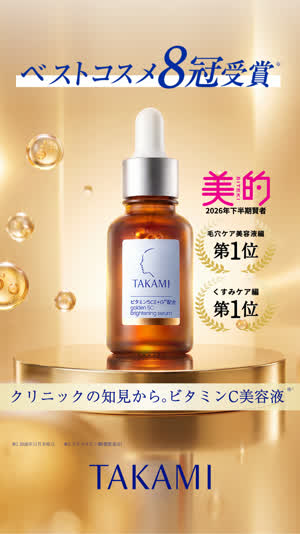 ベストコスメ8冠受賞※
美的
BITEKI
2026年下半期賢者
毛穴ケア美容液編
第1位
くすみケア編
第1位
TAKAMI
golden 5C
Brightening serum
クリニックの知見から。ビタミンC美容液
TAKAMI